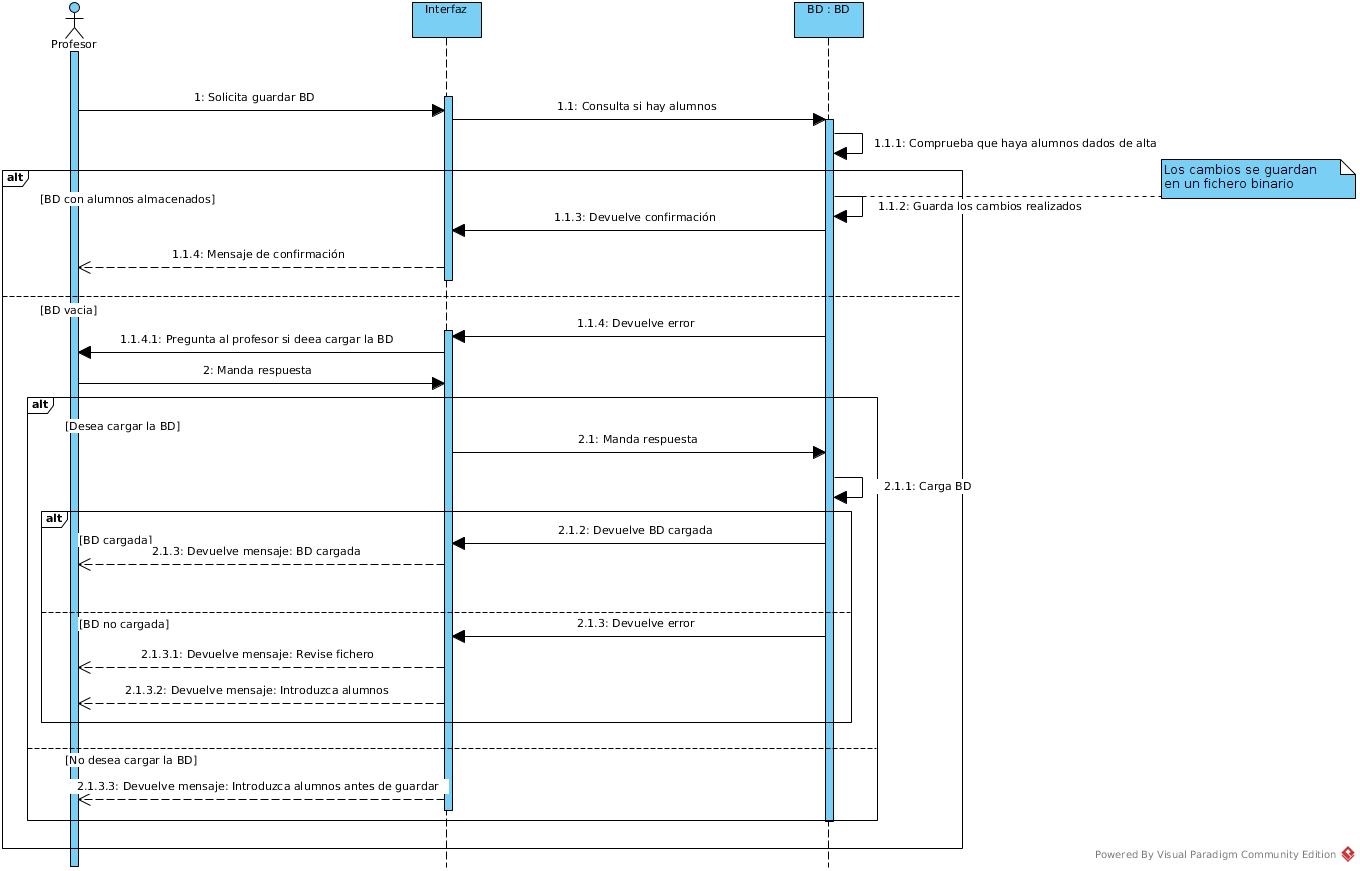 Profesor
Interfaz
BD : BD
1: Solicita guardar BD
1.1: Consulta si hay alumnos
1.1.1: Comprueba que haya alumnos dados de alta
Los cambios se guardan
en un fichero binario
alt
[BD con alumnos almacenados]
1.1.2: Guarda los cambios realizados
1.1.3: Devuelve confirmación
1.1.4: Mensaje de confirmación
[BD vacia]
1.1.4: Devuelve error
1.1.4.1: Pregunta al profesor si deea cargar la BD
2: Manda respuesta
alt
[Desea cargar la BD]
2.1: Manda respuesta
2.1.1: Carga BD
alt
[BD cargada]
2.1.2: Devuelve BD cargada
2.1.3: Devuelve mensaje: BD cargada
[BD no cargada]
2.1.3: Devuelve error
2.1.3.1: Devuelve mensaje: Revise fichero
2.1.3.2: Devuelve mensaje: Introduzca alumnos
[No desea cargar la BD]
2.1.3.3: Devuelve mensaje: Introduzca alumnos antes de guardar
Powered By Visual Paradigm Community Edition